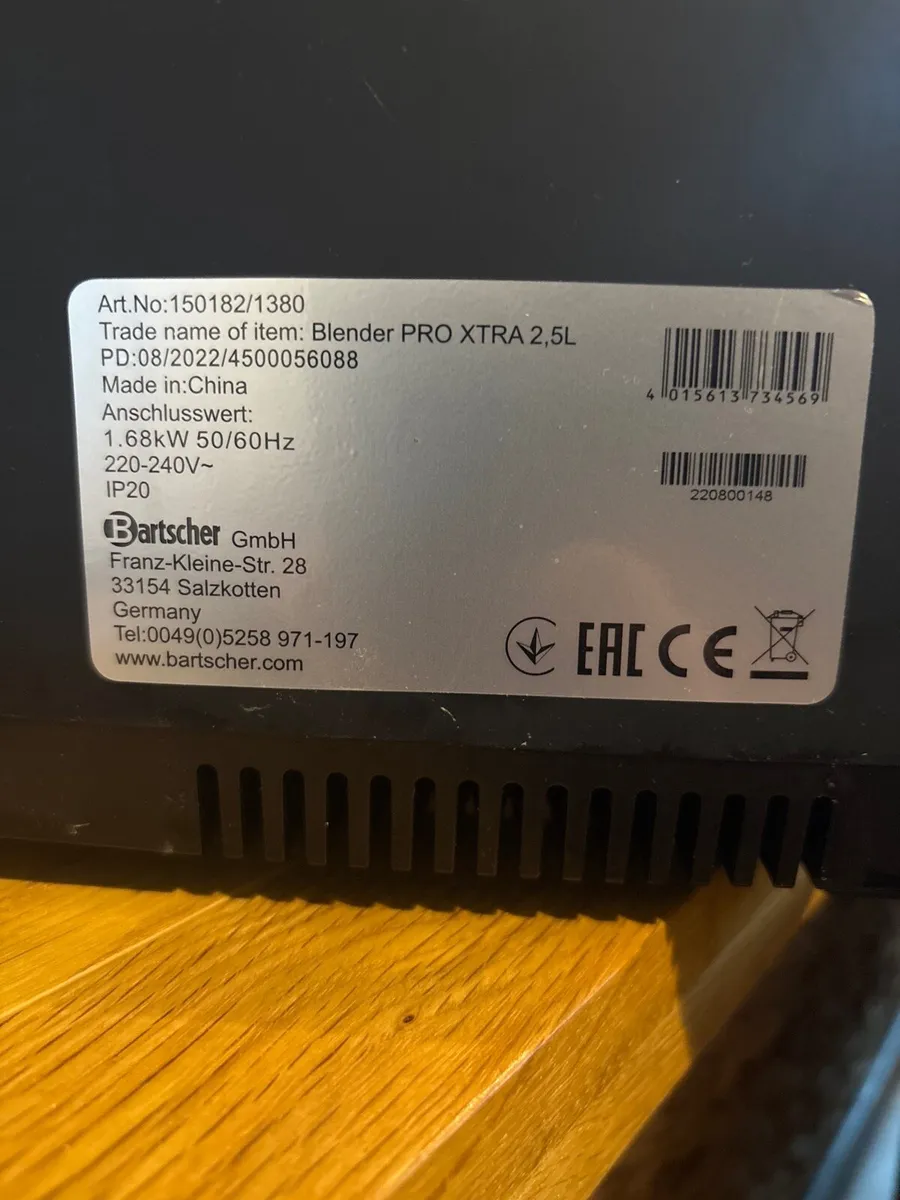 Art.No:150182/1380
Trade name of item: Blender PRO XTRA 2,5L
PD:08/2022/4500056088
Made in:China
Anschlusswert:
1.68kW 50/60Hz
220-240V~
IP20
Bartscher GmbH
Franz-Kleine-Str. 28
33154 Salzkotten
Germany
Tel:0049(0)5258 971-197
www.bartscher.com
4 015613 734569
220800148
EAC CE